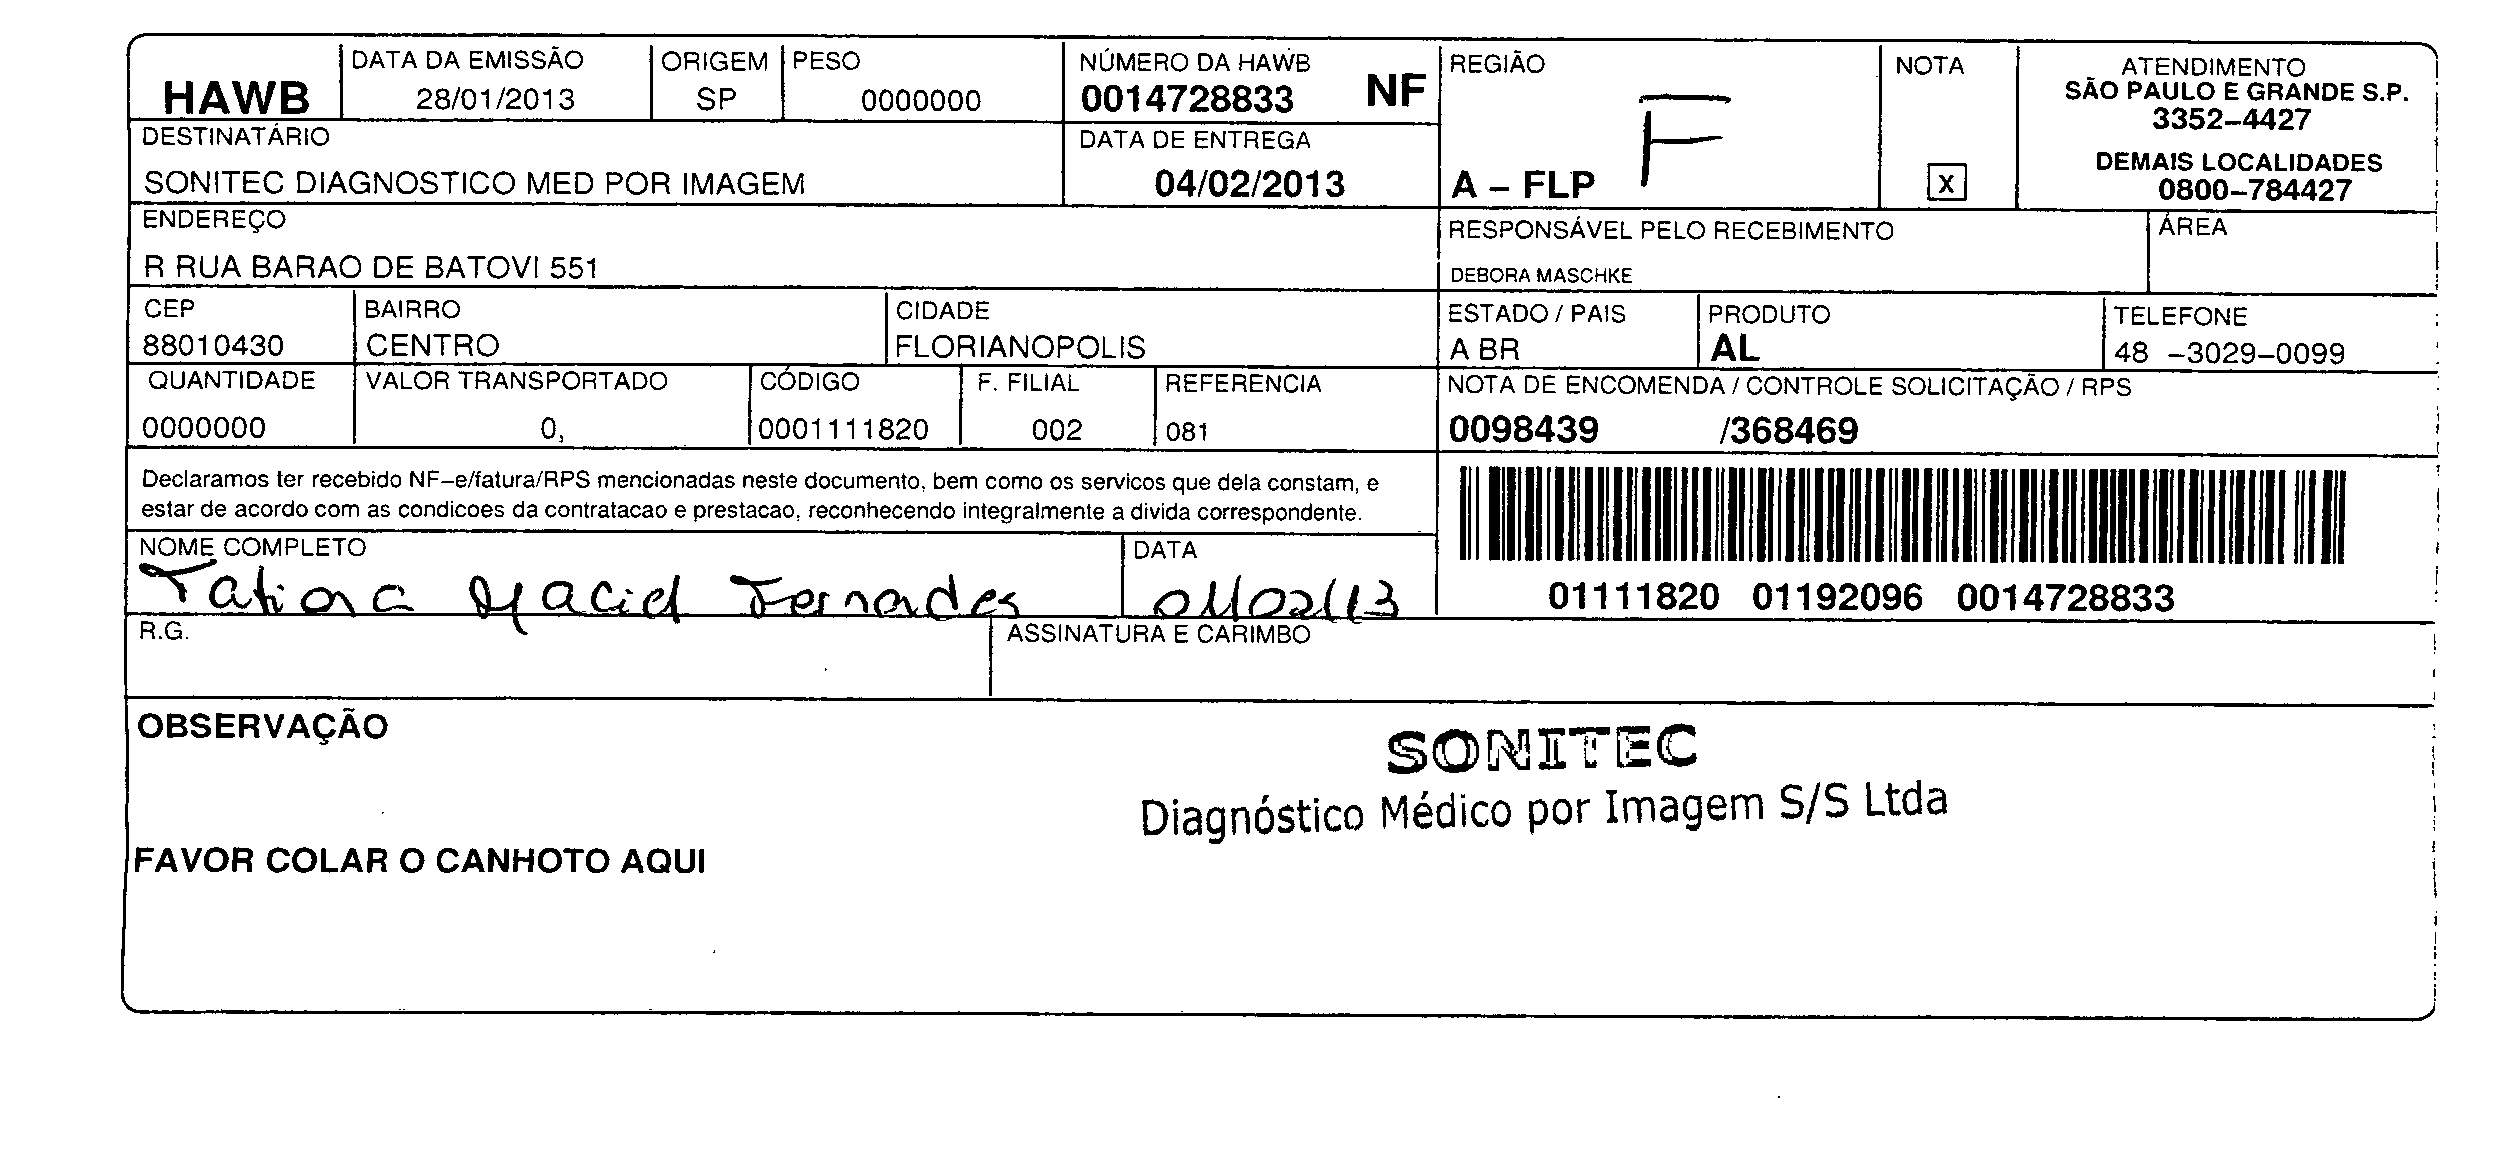 HAWB
DATA DA EMISSÃO
28/01/2013
ORIGEM
SP
PESO
0000000
NÚMERO DA HAWB
0014728833 NF
REGIÃO
A – FLP F
NOTA
X
ATENDIMENTO
SÃO PAULO E GRANDE S.P.
3352–4427
DEMAIS LOCALIDADES
0800–784427
DESTINATÁRIO
SONITEC DIAGNOSTICO MED POR IMAGEM
DATA DE ENTREGA
04/02/2013
ENDEREÇO
R RUA BARAO DE BATOVI 551
RESPONSÁVEL PELO RECEBIMENTO
DEBORA MASCHKE
ÁREA
CEP
88010430
BAIRRO
CENTRO
CIDADE
FLORIANOPOLIS
ESTADO / PAIS
A BR
PRODUTO
AL
TELEFONE
48 –3029–0099
QUANTIDADE
0000000
VALOR TRANSPORTADO
0,
CÓDIGO
0001111820
F. FILIAL
002
REFERENCIA
081
NOTA DE ENCOMENDA / CONTROLE SOLICITAÇÃO / RPS
0098439 /368469
Declaramos ter recebido NF–e/fatura/RPS mencionadas neste documento, bem como os servicos que dela constam, e
estar de acordo com as condicoes da contratacao e prestacao, reconhecendo integralmente a divida correspondente.
01111820 01192096 0014728833
NOME COMPLETO
Tatiana Maciel Fernandes
DATA
01/02/13
R.G.
ASSINATURA E CARIMBO
OBSERVAÇÃO
SONITEC
Diagnóstico Médico por Imagem S/S Ltda
FAVOR COLAR O CANHOTO AQUI